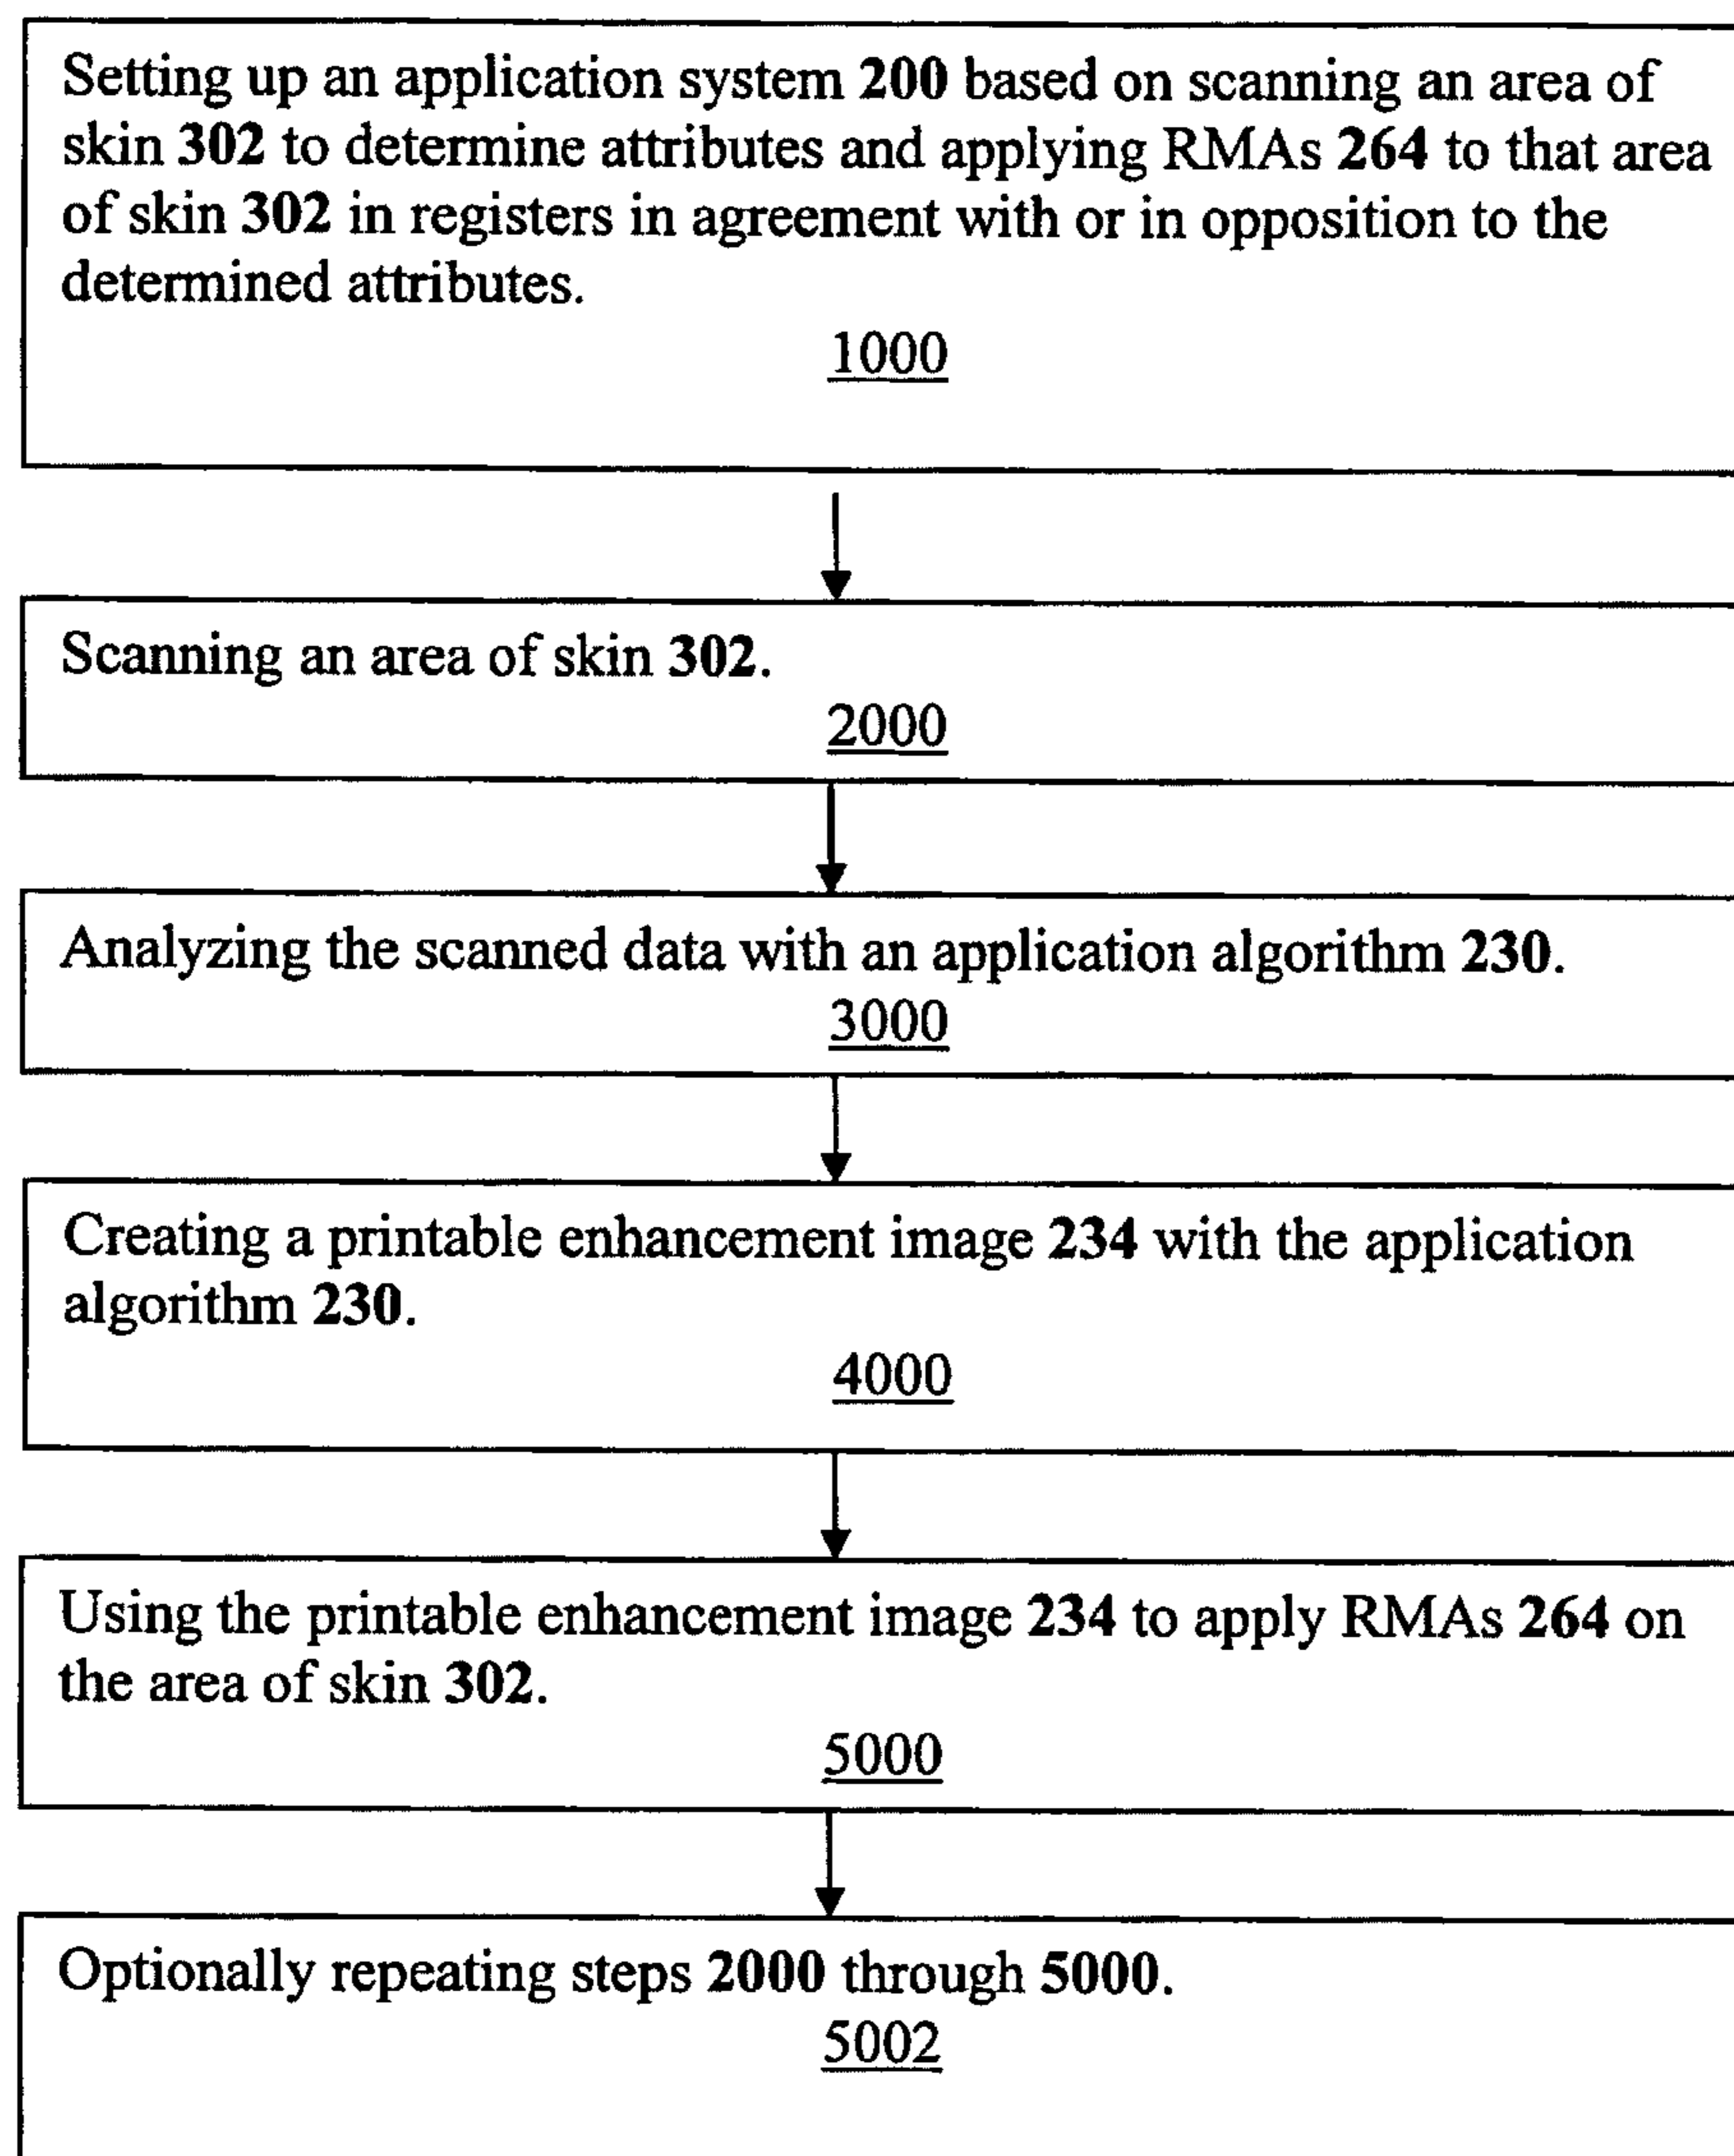 Setting up an application system 200 based on scanning an area of
skin 302 to determine attributes and applying RMAs 264 to that area
of skin 302 in registers in agreement with or in opposition to the
determined attributes.
1000
Scanning an area of skin 302.
2000
Analyzing the scanned data with an application algorithm 230.
3000
Creating a printable enhancement image 234 with the application
algorithm 230.
4000
Using the printable enhancement image 234 to apply RMAs 264 on
the area of skin 302.
5000
Optionally repeating steps 2000 through 5000.
5002